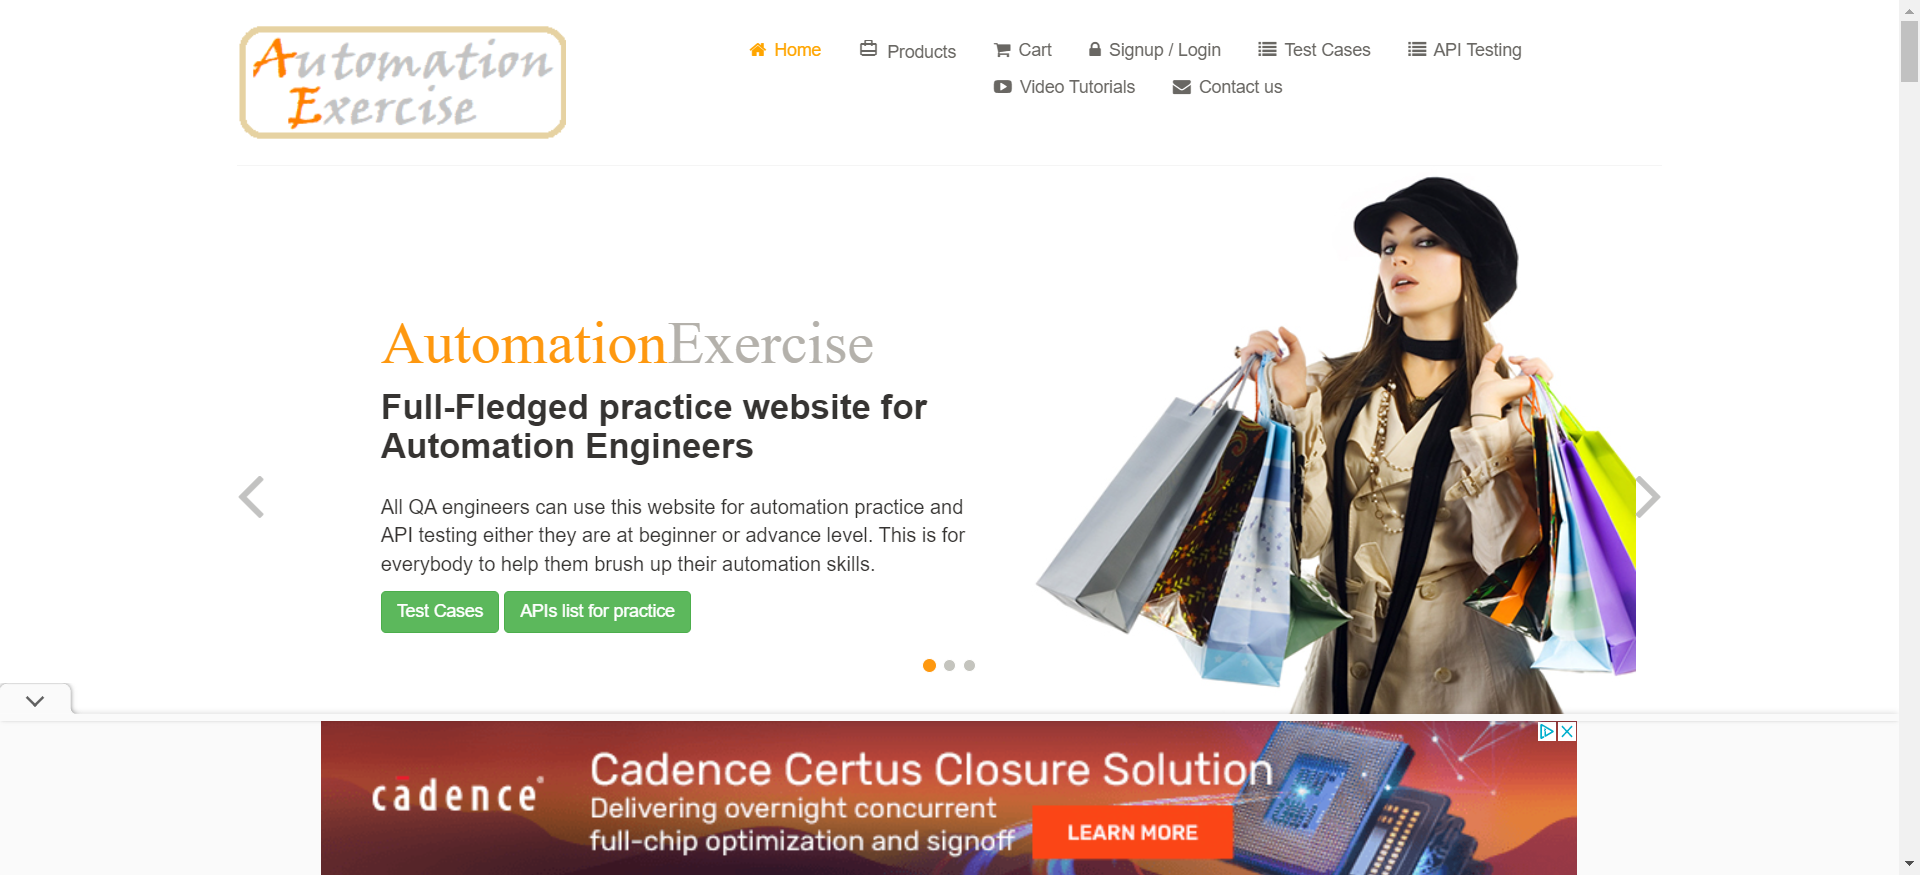 Automation
Exercise
Home
Products
Cart
Signup / Login
Test Cases
API Testing
Video Tutorials
Contact us
AutomationExercise
Full-Fledged practice website for
Automation Engineers
All QA engineers can use this website for automation practice and
API testing either they are at beginner or advance level. This is for
everybody to help them brush up their automation skills.
Test Cases
APIs list for practice
cādence®
Cadence Certus Closure Solution
Delivering overnight concurrent
full-chip optimization and signoff
LEARN MORE